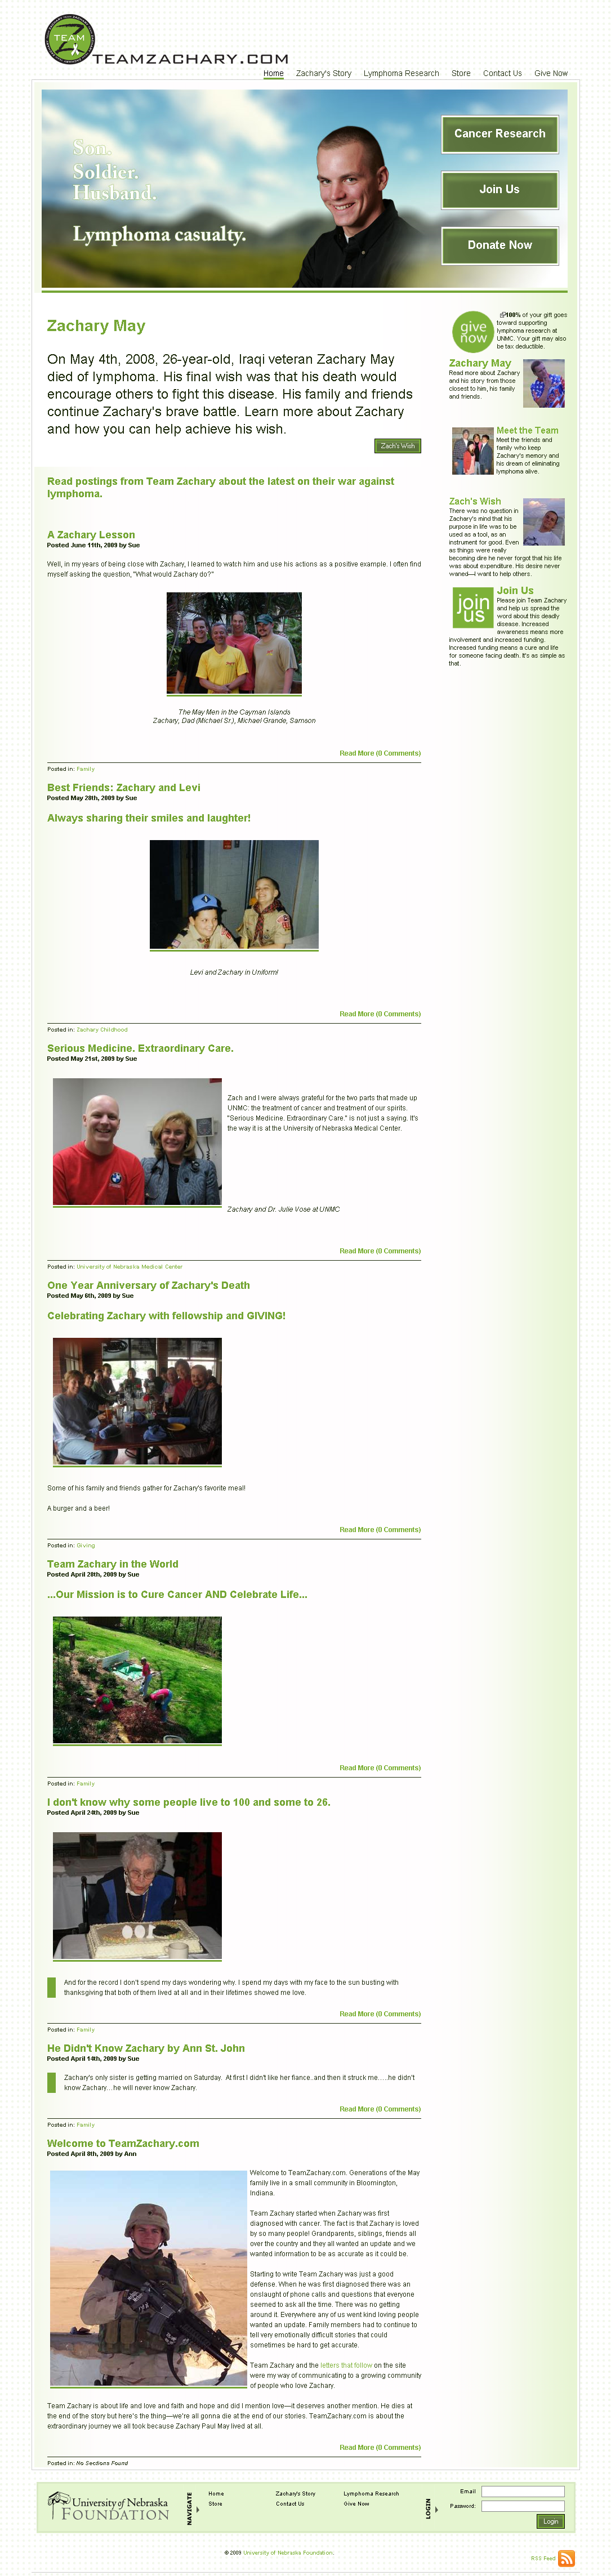 TEAM
Z
TEAMZACHARY.COM
Home Zachary's Story Lymphoma Research Store Contact Us Give Now
Son.
Soldier.
Husband.
Lymphoma casualty.
Cancer Research
Join Us
Donate Now
Zachary May
On May 4th, 2008, 26-year-old, Iraqi veteran Zachary May
died of lymphoma. His final wish was that his death would
encourage others to fight this disease. His family and friends
continue Zachary's brave battle. Learn more about Zachary
and how you can help achieve his wish.
Zach's Wish
Read postings from Team Zachary about the latest on their war against
lymphoma.
A Zachary Lesson
Posted June 11th, 2009 by Sue
Well, in my years of being close with Zachary, I learned to watch him and use his actions as a positive example. I often find
myself asking the question, "What would Zachary do?"
The May Men in the Cayman Islands
Zachary, Dad (Michael Sr.), Michael Grande, Samson
Read More (0 Comments)
Posted in: Family
Best Friends: Zachary and Levi
Posted May 28th, 2009 by Sue
Always sharing their smiles and laughter!
Levi and Zachary in Uniform!
Read More (0 Comments)
Posted in: Zachary Childhood
Serious Medicine. Extraordinary Care.
Posted May 21st, 2009 by Sue
Zach and I were always grateful for the two parts that made up
UNMC: the treatment of cancer and treatment of our spirits.
"Serious Medicine. Extraordinary Care." is not just a saying. It's
the way it is at the University of Nebraska Medical Center.
Zachary and Dr. Julie Vose at UNMC
Read More (0 Comments)
Posted in: University of Nebraska Medical Center
One Year Anniversary of Zachary's Death
Posted May 6th, 2009 by Sue
Celebrating Zachary with fellowship and GIVING!
Some of his family and friends gather for Zachary's favorite meal!
A burger and a beer!
Read More (0 Comments)
Posted in: Giving
Team Zachary in the World
Posted April 28th, 2009 by Sue
...Our Mission is to Cure Cancer AND Celebrate Life...
Read More (0 Comments)
Posted in: Family
I don't know why some people live to 100 and some to 26.
Posted April 24th, 2009 by Sue
And for the record I don't spend my days wondering why. I spend my days with my face to the sun busting with
thanksgiving that both of them lived at all and in their lifetimes showed me love.
Read More (0 Comments)
Posted in: Family
He Didn't Know Zachary by Ann St. John
Posted April 14th, 2009 by Sue
Zachary's only sister is getting married on Saturday. At first I didn't like her fiance..and then it struck me.....he didn't
know Zachary...he will never know Zachary.
Read More (0 Comments)
Posted in: Family
Welcome to TeamZachary.com
Posted April 8th, 2009 by Ann
Welcome to TeamZachary.com. Generations of the May
family live in a small community in Bloomington,
Indiana.
Team Zachary started when Zachary was first
diagnosed with cancer. The fact is that Zachary is loved
by so many people! Grandparents, siblings, friends all
over the country and they all wanted an update and we
wanted information to be as accurate as it could be.
Starting to write Team Zachary was just a good
defense. When he was first diagnosed there was an
onslaught of phone calls and questions that everyone
seemed to ask all the time. There was no getting
around it. Everywhere any of us went kind loving people
wanted an update. Family members had to continue to
tell very emotionally difficult stories that could
sometimes be hard to get accurate.
Team Zachary and the letters that follow on the site
were my way of communicating to a growing community
of people who love Zachary.
Team Zachary is about life and love and faith and hope and did I mention love—it deserves another mention. He dies at
the end of the story but here's the thing—we're all gonna die at the end of our stories. TeamZachary.com is about the
extraordinary journey we all took because Zachary Paul May lived at all.
Read More (0 Comments)
Posted in: No Sections Found
give
now
100% of your gift goes
toward supporting
lymphoma research at
UNMC. Your gift may also
be tax deductible.
Zachary May
Read more about Zachary
and his story from those
closest to him, his family
and friends.
Meet the Team
Meet the friends and
family who keep
Zachary's memory and
his dream of eliminating
lymphoma alive.
Zach's Wish
There was no question in
Zachary's mind that his
purpose in life was to be
used as a tool, as an
instrument for good. Even
as things were really
becoming dire he never forgot that his life
was about expenditure. His desire never
waned—I want to help others.
join
us
Join Us
Please join Team Zachary
and help us spread the
word about this deadly
disease. Increased
awareness means more
involvement and increased funding.
Increased funding means a cure and life
for someone facing death. It's as simple as
that.
University of Nebraska
FOUNDATION
NAVIGATE
Home Zachary's Story Lymphoma Research
Store Contact Us Give Now
LOGIN
Email
Password:
Login
© 2009 University of Nebraska Foundation.
RSS Feed